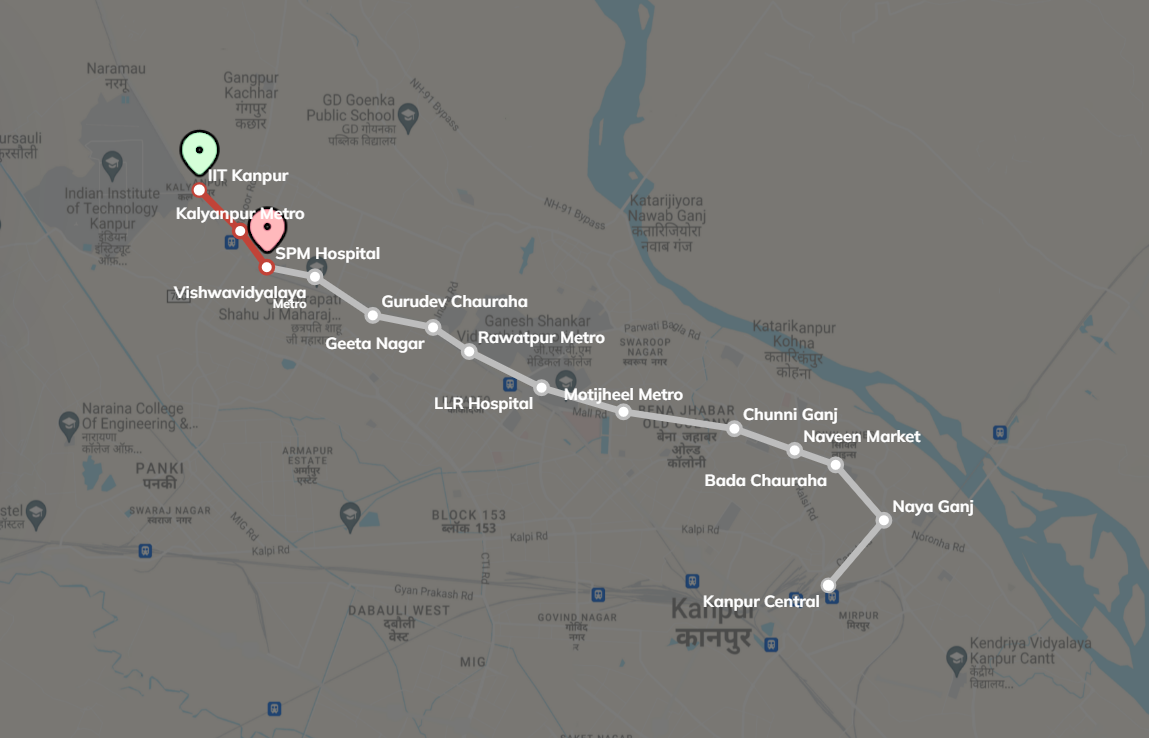 Naramau
नरमू
Gangpur
Kachhar
गंगपुर
कछार
GD Goenka
Public School
GD गोयनका
पब्लिक विद्यालय
NH-91 Bypass
ursauli
Indian Institute
of Technology
Kanpur
इंडियन
IIT Kanpur
Kalyanpur Metro
SPM Hospital
Vishwavidyalaya
Metro
Shahu Ji Maharaj...
छत्रपति शाहू
जी महारा
NH-91 Bypass
Katarijiyora
Nawab Ganj
कतारिजियोरा
नवाब गंज
Gurudev Chauraha
Geeta Nagar
Ganesh Shankar
Rawatpur Metro
जी.एस.वी.एम
मेडिकल कॉलेज
Parwati Bagla Rd
SWAROOP
NAGAR
स्वरूप नगर
Katarikanpur
Kohna
कोहना
LLR Hospital
Motijheel Metro
Mall Rd
BENA JHABAR
OLD COLONY
बेना जहाबर
ओल्ड
कॉलोनी
Chunni Ganj
Naveen Market
Bada Chauraha
Naya Ganj
Noronha Rd
Kanpur Central
Naraina College
Of Engineering &...
नारायणा
कॉलेज ऑफ़...
PANKI
पनकी
ARMAPUR
ESTATE
अर्मापुर
एस्टेट
stel
SWARAJ NAGAR
स्वराज नगर
MIG Rd
Kalpi Rd
BLOCK 153
ब्लॉक 153
Kalpi Rd
Kalpi Rd
CTI Rd
Gyan Prakash Rd
DABAULI WEST
दबौली
वेस्ट
GOVIND NAGAR
गोविंद
नगर
MIG
Kanpur
कानपुर
MIRPUR
मिरपुर
Kendriya Vidyalaya
Kanpur Cantt
केंद्रीय
विद्यालय...